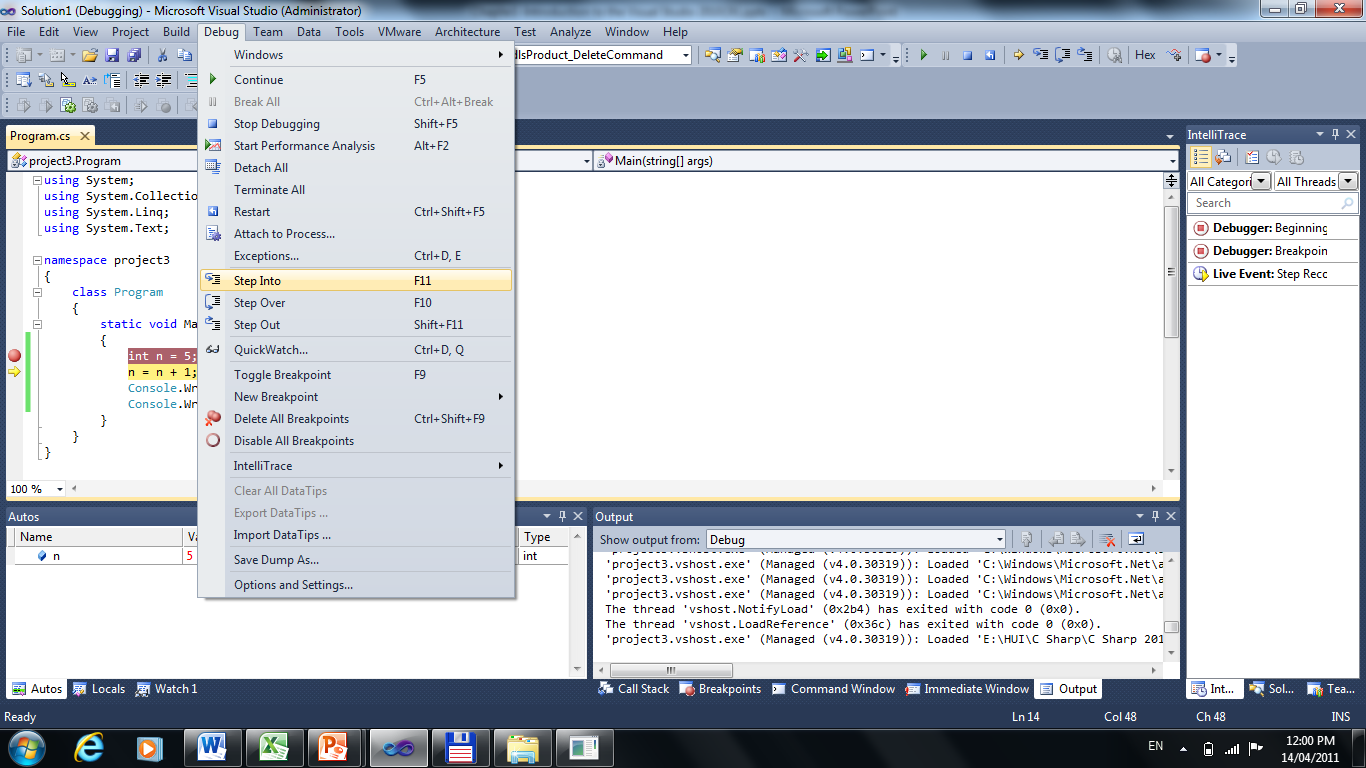 Solution1 (Debugging) - Microsoft Visual Studio (Administrator)
File Edit View Project Build Debug Team Data Tools VMware Architecture Test Analyze Window Help
Windows
dlsProduct_DeleteCommand
Hex
Continue F5
Break All Ctrl+Alt+Break
Stop Debugging Shift+F5
Start Performance Analysis Alt+F2
Detach All
Terminate All
Restart Ctrl+Shift+F5
Attach to Process...
Exceptions... Ctrl+D, E
Step Into F11
Step Over F10
Step Out Shift+F11
QuickWatch... Ctrl+D, Q
Toggle Breakpoint F9
New Breakpoint
Delete All Breakpoints Ctrl+Shift+F9
Disable All Breakpoints
IntelliTrace
Clear All DataTips
Export DataTips ...
Import DataTips ...
Save Dump As...
Options and Settings...
Program.cs
project3.Program
Main(string[] args)
using System;
using System.Collectio
using System.Linq;
using System.Text;
namespace project3
{
class Program
{
static void Ma
{
int n = 5;
n = n + 1;
Console.Wr
Console.Wr
}
}
}
100 %
IntelliTrace
All Categori All Threads
Search
Debugger: Beginning
Debugger: Breakpoin
Live Event: Step Recc
Autos
Name Va Type
n 5 int
Autos Locals Watch 1
Output
Show output from: Debug
'project3.vshost.exe' (Managed (v4.0.30319)): Loaded 'C:\Windows\Microsoft.Net\a
'project3.vshost.exe' (Managed (v4.0.30319)): Loaded 'C:\Windows\Microsoft.Net\a
'project3.vshost.exe' (Managed (v4.0.30319)): Loaded 'C:\Windows\Microsoft.Net\a
The thread 'vshost.NotifyLoad' (0x2b4) has exited with code 0 (0x0).
The thread 'vshost.LoadReference' (0x36c) has exited with code 0 (0x0).
'project3.vshost.exe' (Managed (v4.0.30319)): Loaded 'E:\HUI\C Sharp\C Sharp 201
Call Stack Breakpoints Command Window Immediate Window Output
Int... Sol... Tea...
Ready Ln 14 Col 48 Ch 48 INS
EN
12:00 PM
14/04/2011